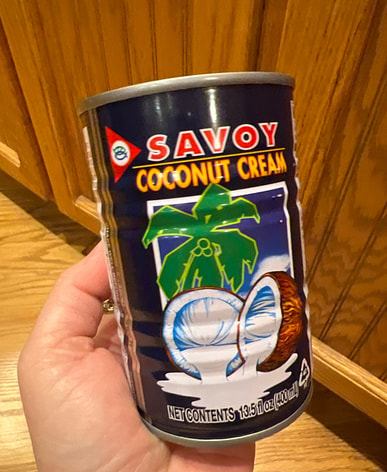 SAVOY
COCONUT CREAM
NET CONTENTS 13.5 fl oz (400 mL)